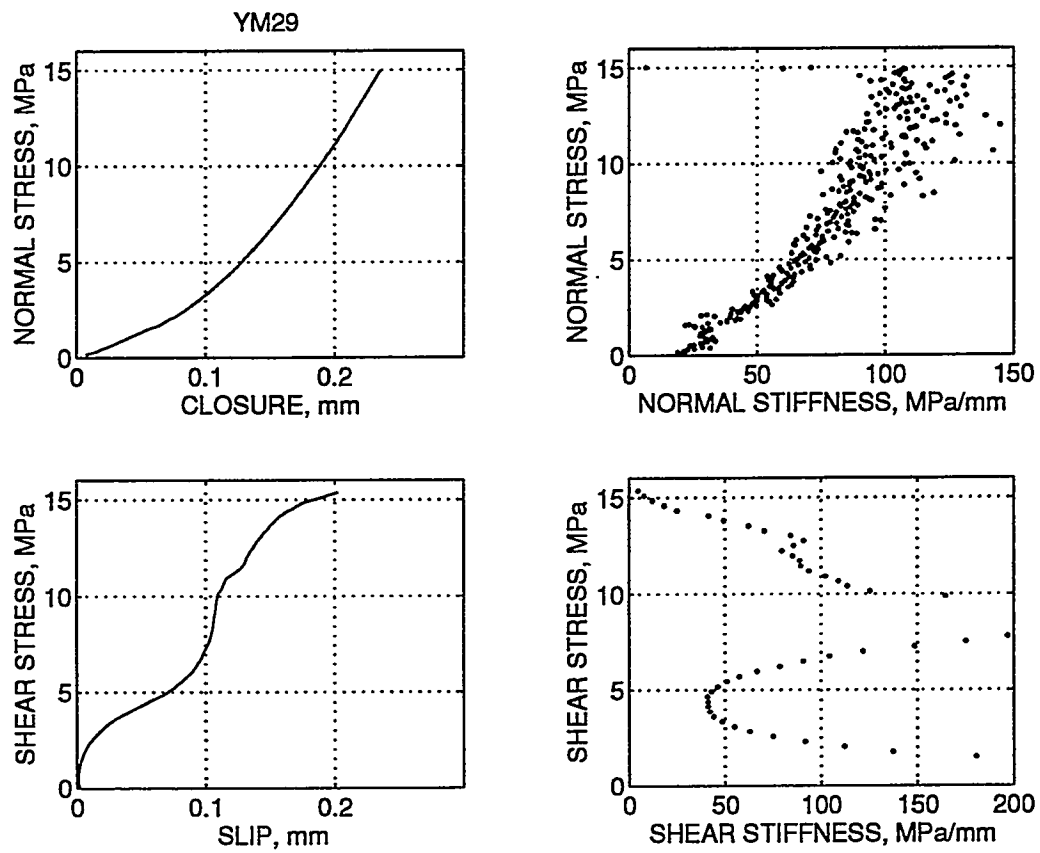 YM29
NORMAL STRESS, MPa
15
10
5
0
0 0.1 0.2
CLOSURE, mm
NORMAL STRESS, MPa
15
10
5
0
0 50 100 150
NORMAL STIFFNESS, MPa/mm
SHEAR STRESS, MPa
15
10
5
0
0 0.1 0.2
SLIP, mm
SHEAR STRESS, MPa
15
10
5
0
0 50 100 150 200
SHEAR STIFFNESS, MPa/mm